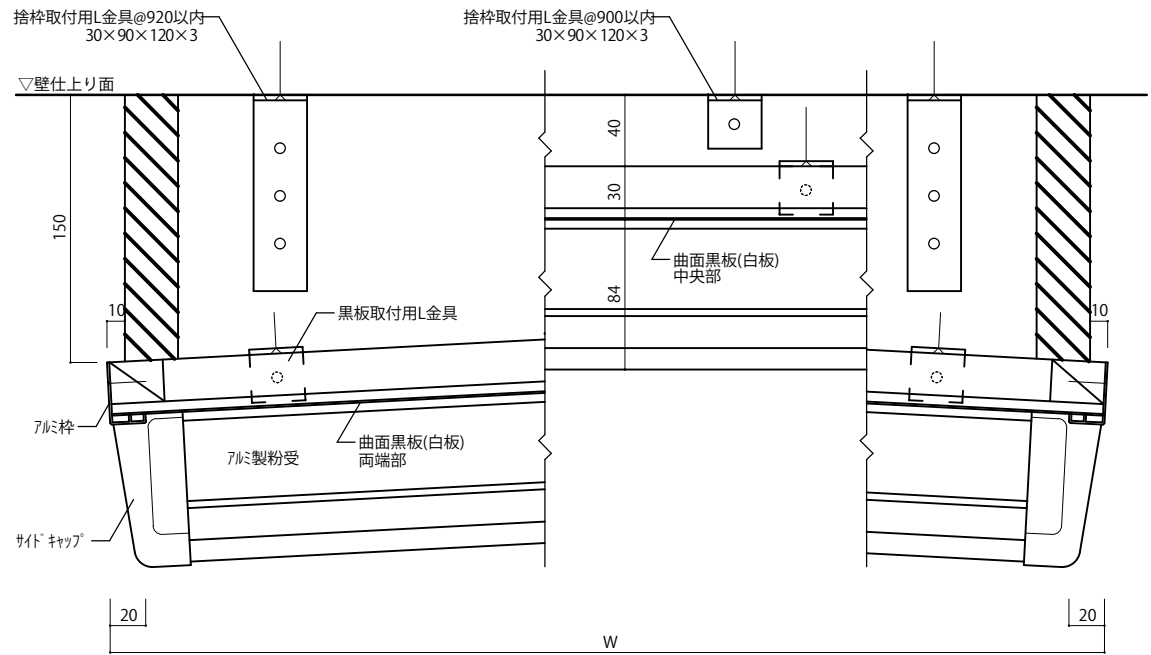 捨枠取付用L金具@920以内
30×90×120×3
捨枠取付用L金具@900以内
30×90×120×3
▽壁仕上り面
40
30
150
曲面黒板(白板)
中央部
84
10
黒板取付用L金具
10
ｱﾙﾐ枠
曲面黒板(白板)
両端部
ｱﾙﾐ製粉受
ｻｲﾄﾞｷｬｯﾌﾟ
20
20
W